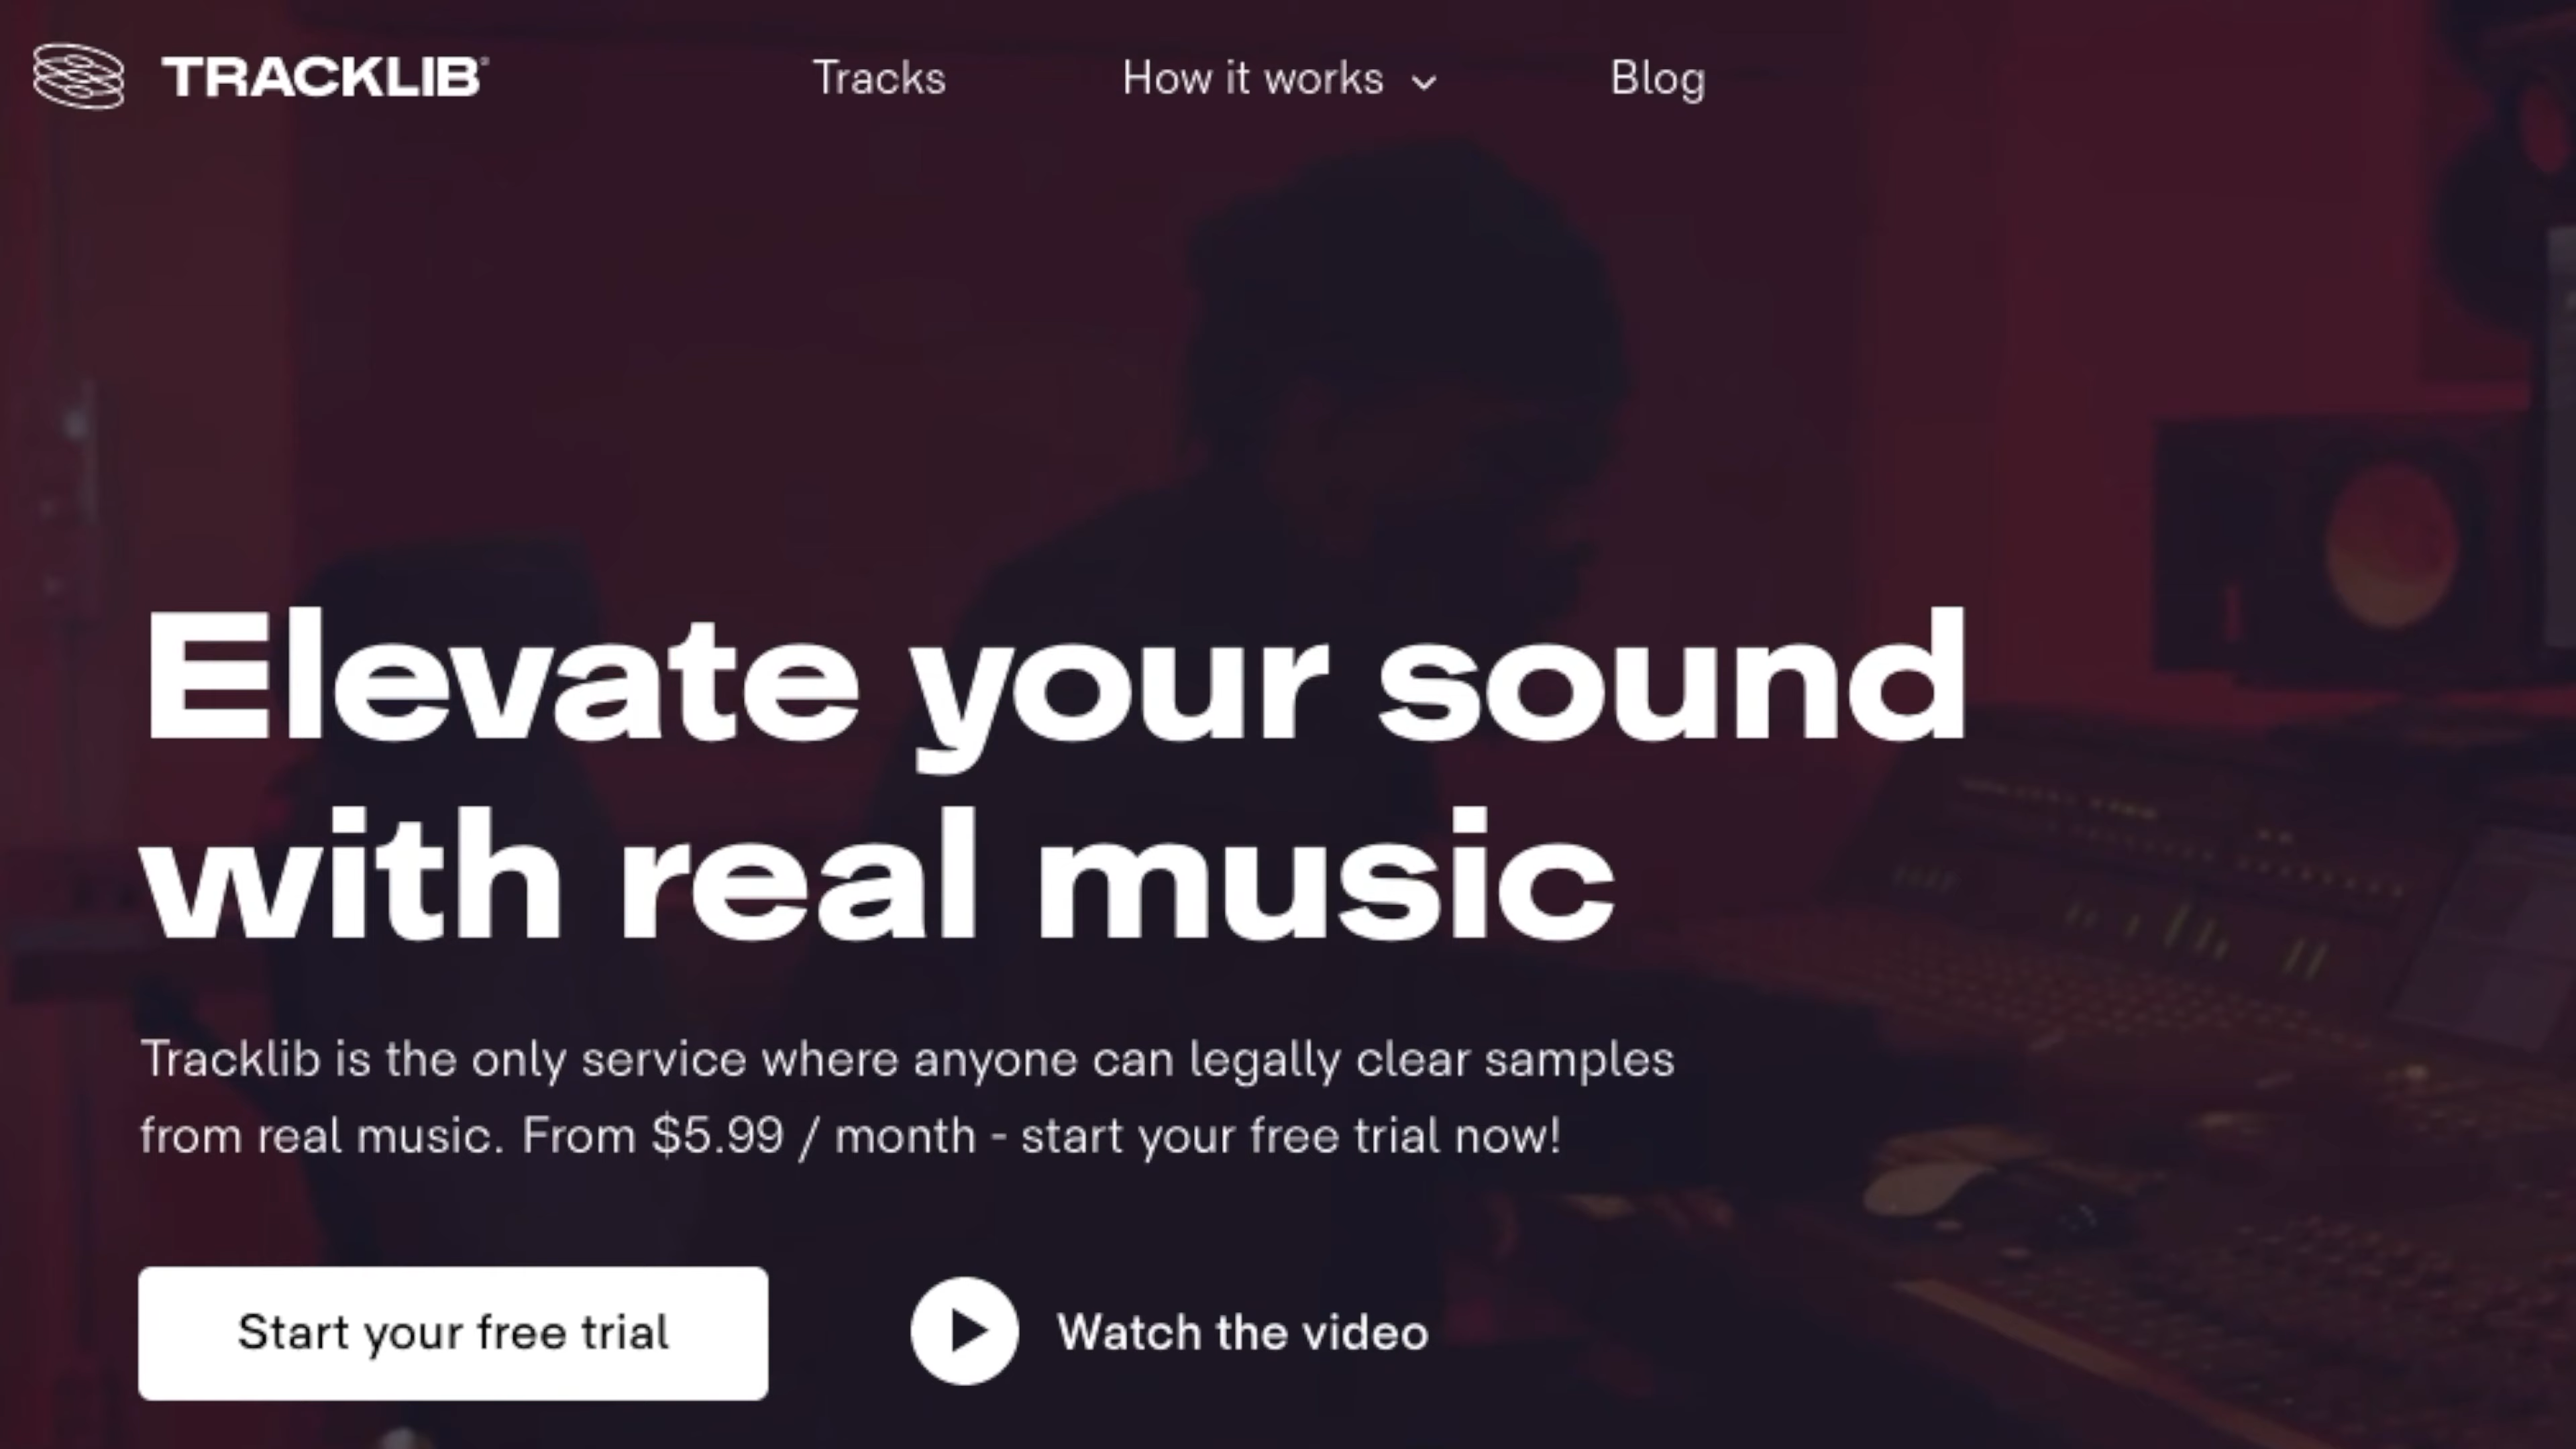 TRACKLIB®
Tracks
How it works
Blog
Elevate your sound
with real music
Tracklib is the only service where anyone can legally clear samples
from real music. From $5.99 / month - start your free trial now!
Start your free trial
Watch the video